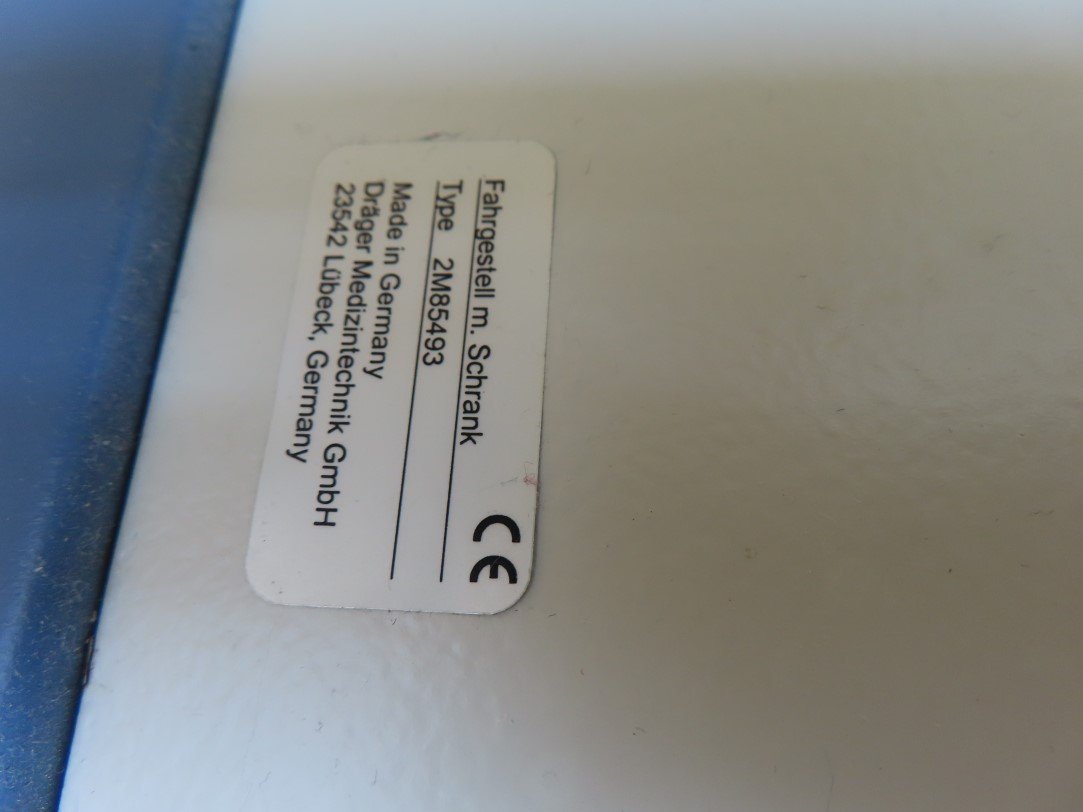 Fahrgestell m. Schrank
CE
Type 2M85493
Made in Germany
Dräger Medizintechnik GmbH
23542 Lübeck, Germany